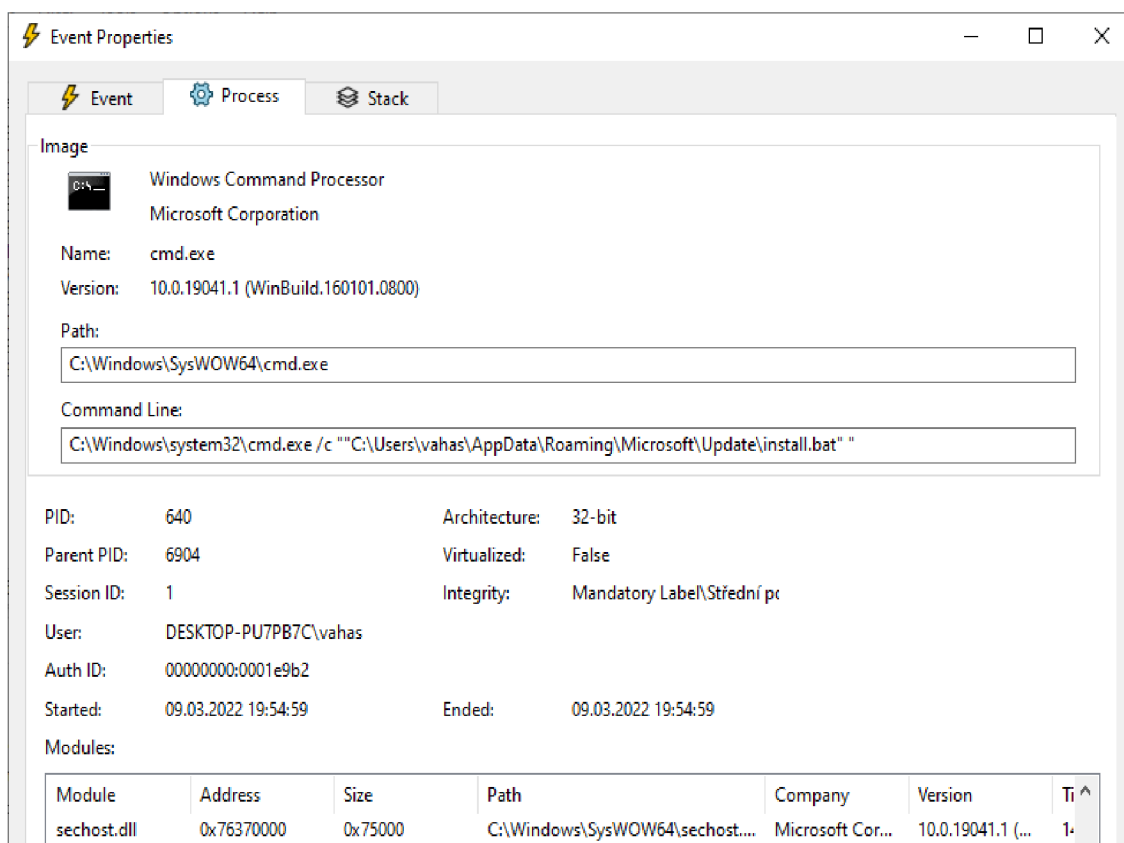 Event Properties
Event Process Stack
Image
C:\_
Windows Command Processor
Microsoft Corporation
Name: cmd.exe
Version: 10.0.19041.1 (WinBuild.160101.0800)
Path:
C:\Windows\SysWOW64\cmd.exe
Command Line:
C:\Windows\system32\cmd.exe /c ""C:\Users\vahas\AppData\Roaming\Microsoft\Update\install.bat" "
PID: 640 Architecture: 32-bit
Parent PID: 6904 Virtualized: False
Session ID: 1 Integrity: Mandatory Label\Střední
User: DESKTOP-PU7PB7C\vahas
Auth ID: 00000000:0001e9b2
Started: 09.03.2022 19:54:59 Ended: 09.03.2022 19:54:59
Modules:
Module Address Size Path Company Version
sechost.dll 0x76370000 0x75000 C:\Windows\SysWOW64\sechost.... Microsoft Cor... 10.0.19041.1 (...